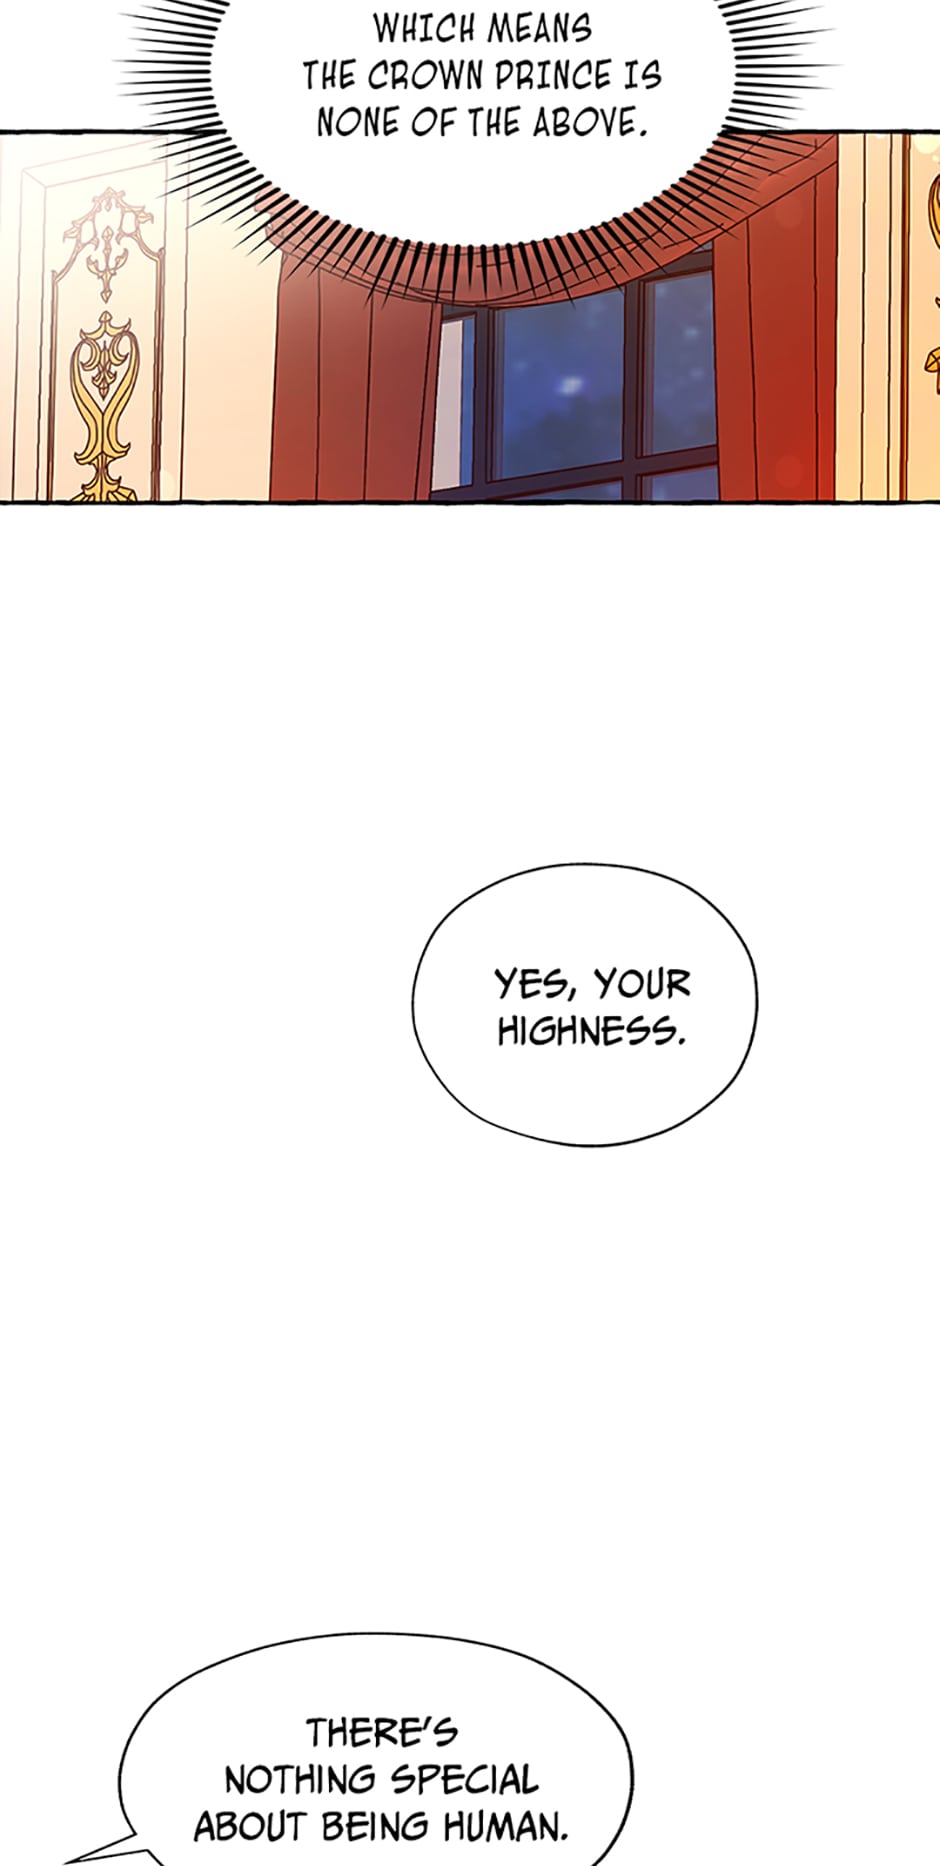 WHICH MEANS
THE CROWN PRINCE IS
NONE OF THE ABOVE.
YES, YOUR
HIGHNESS.
THERE'S
NOTHING SPECIAL
ABOUT BEING HUMAN.